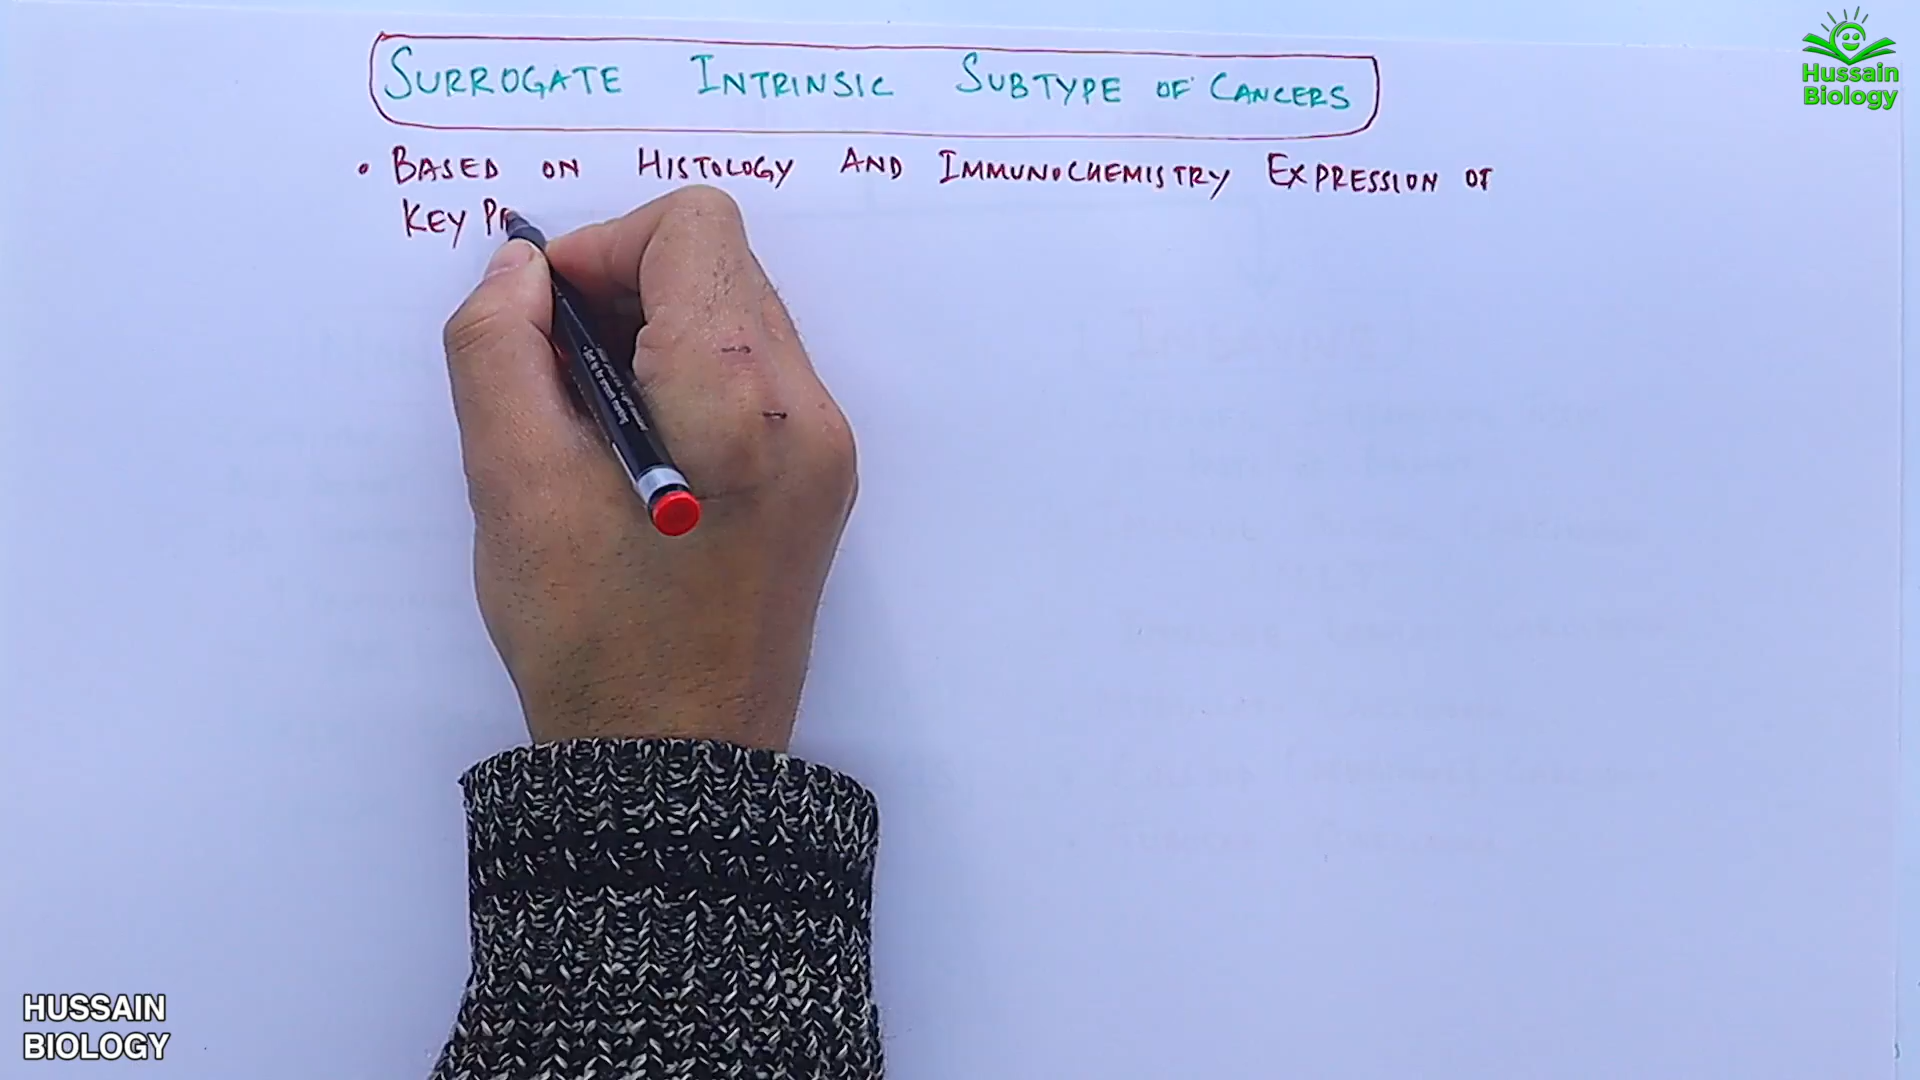 SURROGATE INTRINSIC SUBTYPE OF CANCERS
• BASED ON HISTOLOGY AND IMMUNOCHEMISTRY EXPRESSION OF
KEY
Hussain
Biology
HUSSAIN
BIOLOGY